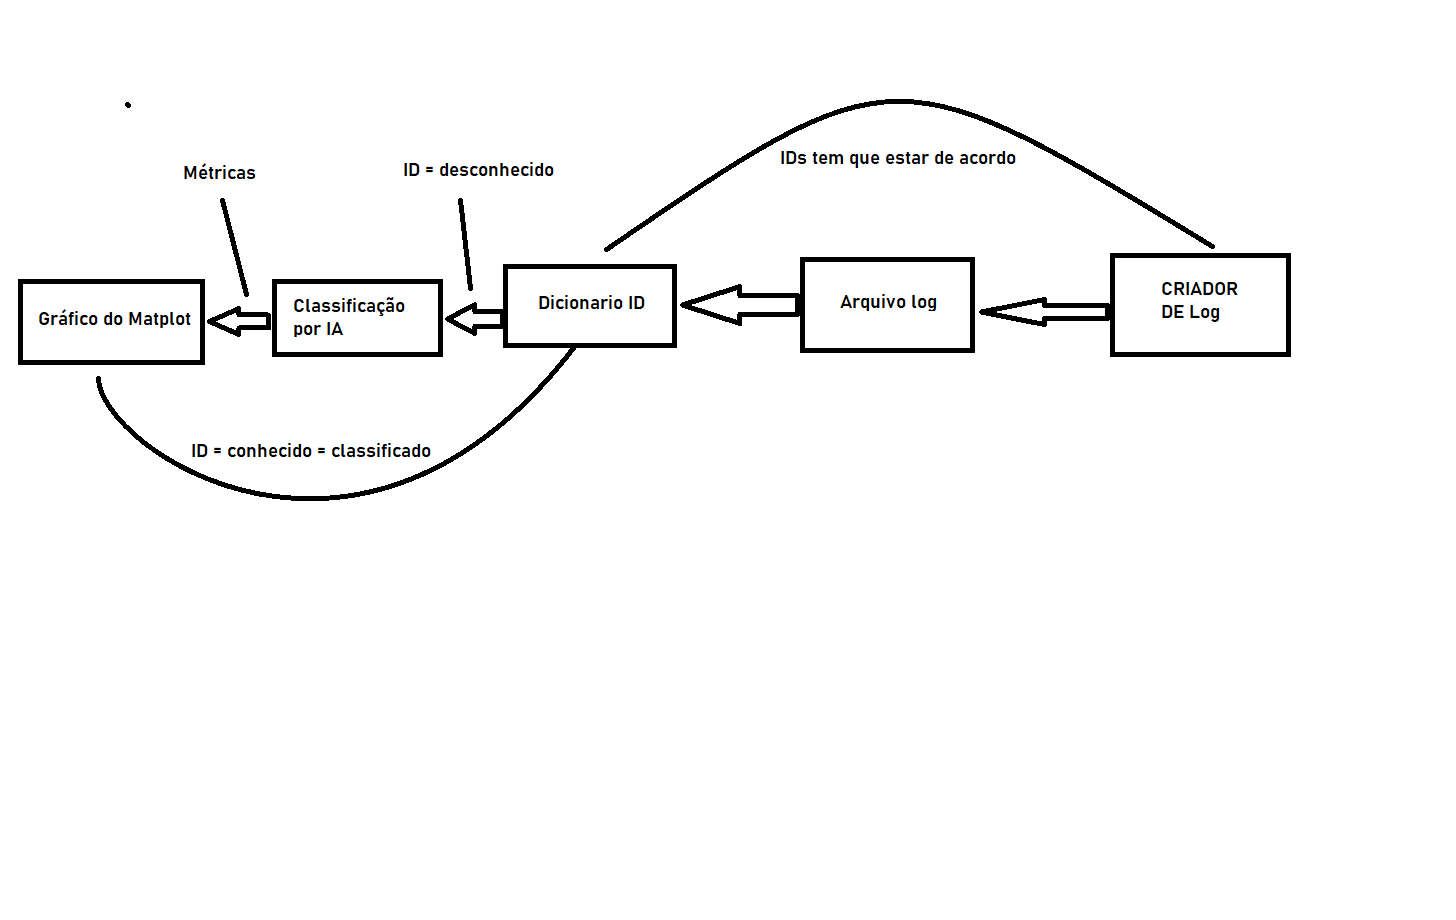 IDs tem que estar de acordo
Métricas
ID = desconhecido
Gráfico do Matplot
Classificação
por IA
Dicionario ID
Arquivo log
CRIADOR
DE Log
ID = conhecido = classificado